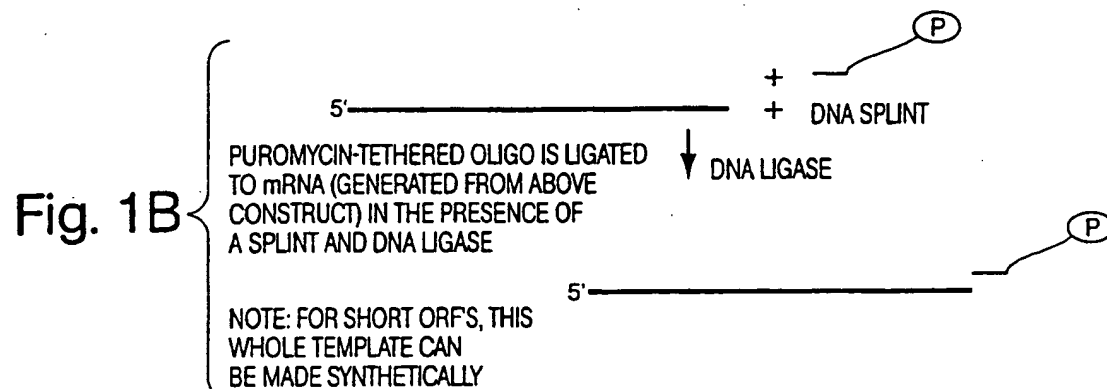 P
+
5' + DNA SPLINT
PUROMYCIN-TETHERED OLIGO IS LIGATED
TO mRNA (GENERATED FROM ABOVE
CONSTRUCT) IN THE PRESENCE OF
A SPLINT AND DNA LIGASE
DNA LIGASE
Fig. 1B
P
5'
NOTE: FOR SHORT ORF'S, THIS
WHOLE TEMPLATE CAN
BE MADE SYNTHETICALLY